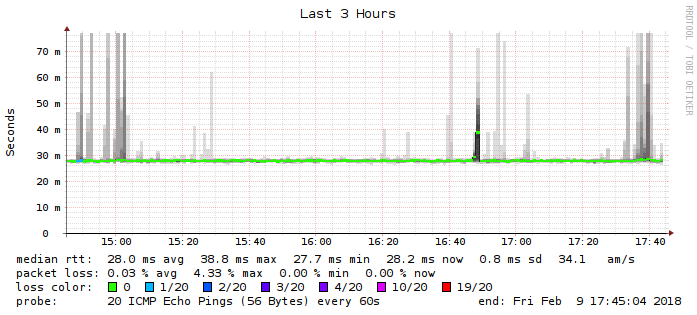 Last 3 Hours
RRDTOOL / TOBI OETIKER
Seconds
70 m
60 m
50 m
40 m
30 m
20 m
10 m
0
15:00 15:20 15:40 16:00 16:20 16:40 17:00 17:20 17:40
median rtt: 28.0 ms avg 38.8 ms max 27.7 ms min 28.2 ms now 0.8 ms sd 34.1 am/s
packet loss: 0.03 % avg 4.33 % max 0.00 % min 0.00 % now
loss color: 0 1/20 2/20 3/20 4/20 10/20 19/20
probe: 20 ICMP Echo Pings (56 Bytes) every 60s end: Fri Feb 9 17:45:04 2018